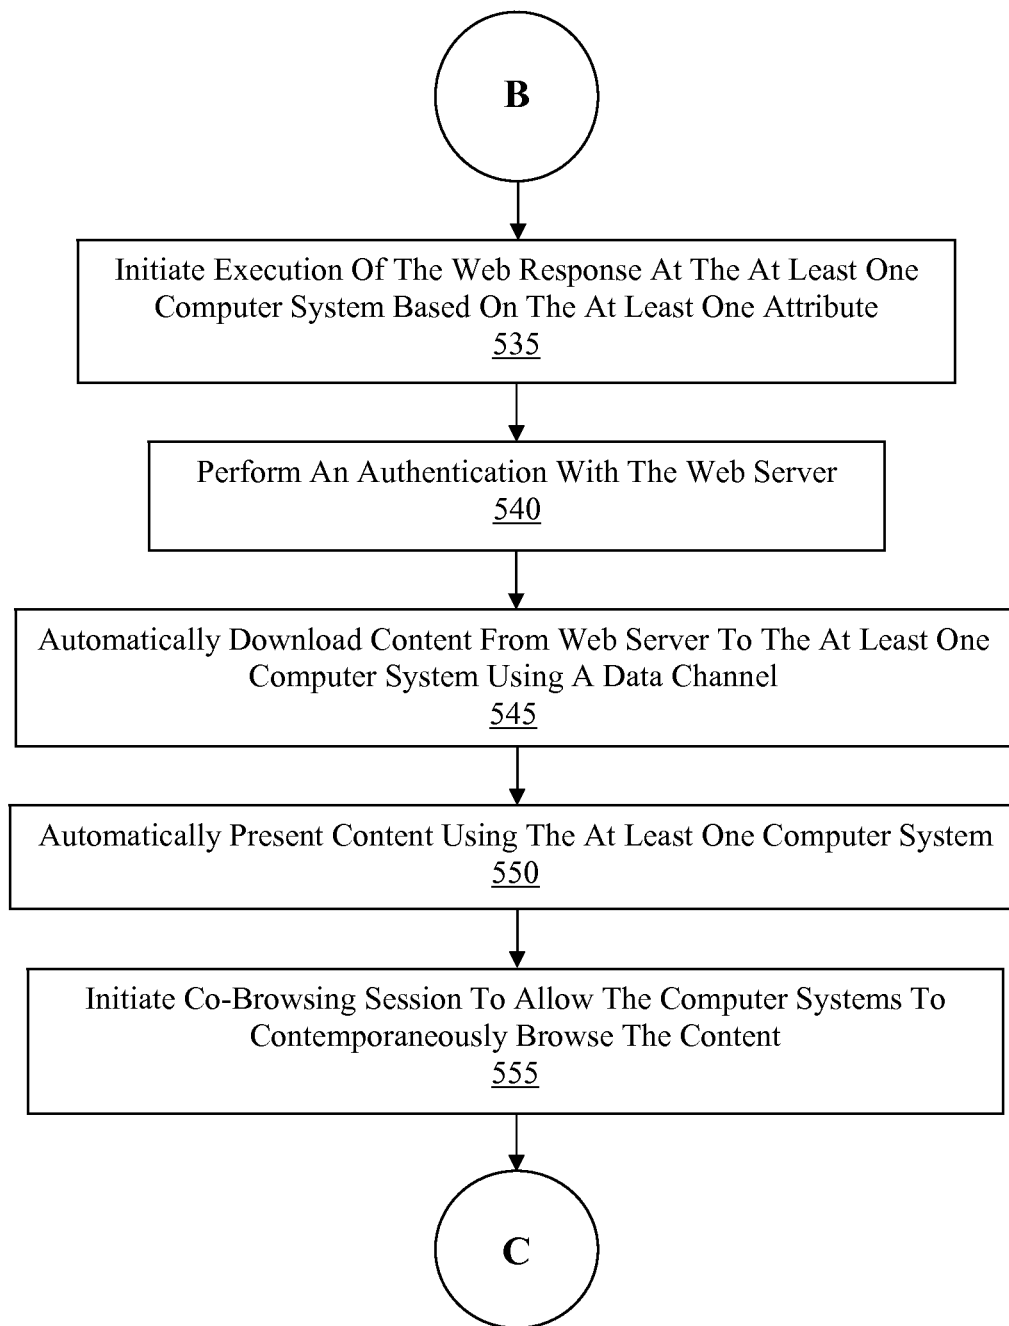 B
Initiate Execution Of The Web Response At The At Least One
Computer System Based On The At Least One Attribute
535
Perform An Authentication With The Web Server
540
Automatically Download Content From Web Server To The At Least One
Computer System Using A Data Channel
545
Automatically Present Content Using The At Least One Computer System
550
Initiate Co-Browsing Session To Allow The Computer Systems To
Contemporaneously Browse The Content
555
C